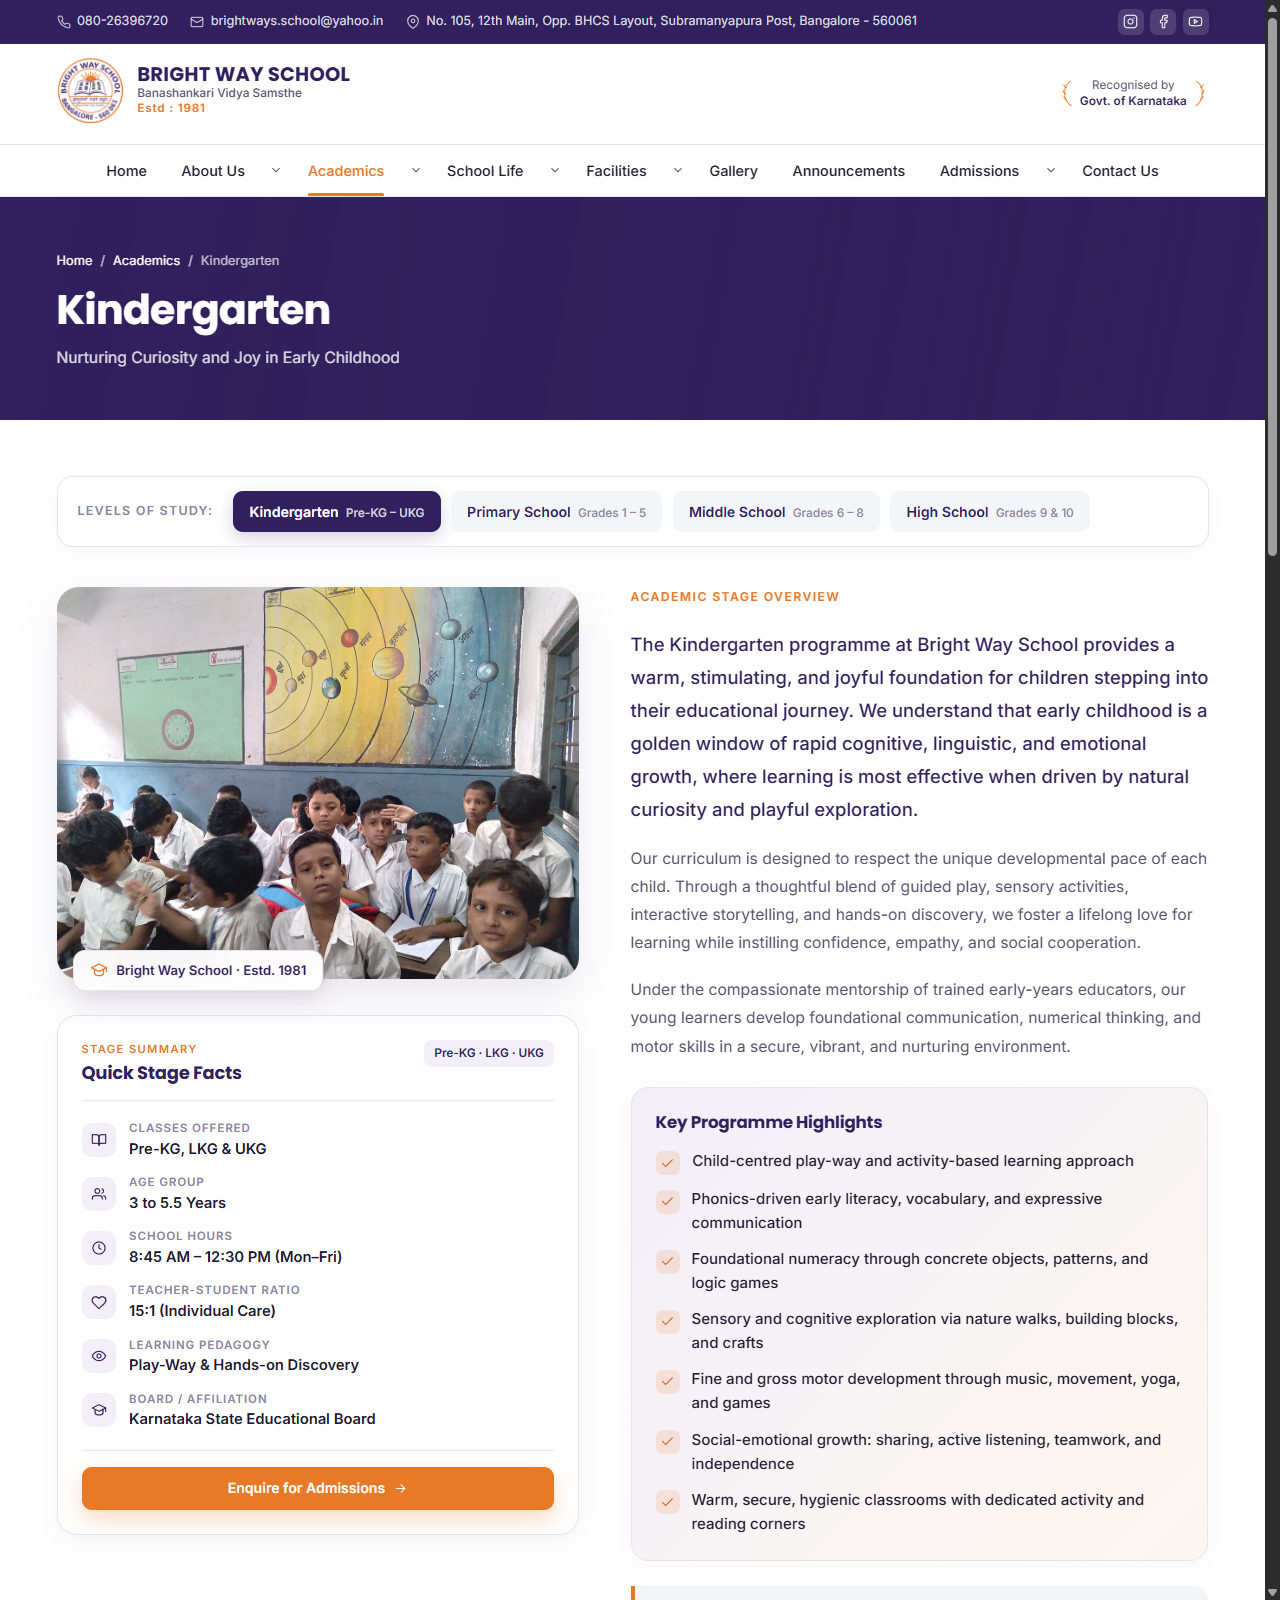 080-26396720
brightways.school@yahoo.in
No. 105, 12th Main, Opp. BHCS Layout, Subramanyapura Post, Bangalore - 560061
BRIGHT WAY SCHOOL
BANGALORE - 560 061
BRIGHT WAY SCHOOL
Banashankari Vidya Samsthe
Estd : 1981
Recognised by
Govt. of Karnataka
Home
About Us
Academics
School Life
Facilities
Gallery
Announcements
Admissions
Contact Us
Home / Academics / Kindergarten
Kindergarten
Nurturing Curiosity and Joy in Early Childhood
LEVELS OF STUDY:
Kindergarten Pre-KG – UKG
Primary School Grades 1 – 5
Middle School Grades 6 – 8
High School Grades 9 & 10
Bright Way School · Estd. 1981
STAGE SUMMARY
Quick Stage Facts
Pre-KG · LKG · UKG
CLASSES OFFERED
Pre-KG, LKG & UKG
AGE GROUP
3 to 5.5 Years
SCHOOL HOURS
8:45 AM – 12:30 PM (Mon–Fri)
TEACHER-STUDENT RATIO
15:1 (Individual Care)
LEARNING PEDAGOGY
Play-Way & Hands-on Discovery
BOARD / AFFILIATION
Karnataka State Educational Board
Enquire for Admissions →
ACADEMIC STAGE OVERVIEW
The Kindergarten programme at Bright Way School provides a
warm, stimulating, and joyful foundation for children stepping into
their educational journey. We understand that early childhood is a
golden window of rapid cognitive, linguistic, and emotional
growth, where learning is most effective when driven by natural
curiosity and playful exploration.
Our curriculum is designed to respect the unique developmental pace of each
child. Through a thoughtful blend of guided play, sensory activities,
interactive storytelling, and hands-on discovery, we foster a lifelong love for
learning while instilling confidence, empathy, and social cooperation.
Under the compassionate mentorship of trained early-years educators, our
young learners develop foundational communication, numerical thinking, and
motor skills in a secure, vibrant, and nurturing environment.
Key Programme Highlights
Child-centred play-way and activity-based learning approach
Phonics-driven early literacy, vocabulary, and expressive
communication
Foundational numeracy through concrete objects, patterns, and
logic games
Sensory and cognitive exploration via nature walks, building blocks,
and crafts
Fine and gross motor development through music, movement, yoga,
and games
Social-emotional growth: sharing, active listening, teamwork, and
independence
Warm, secure, hygienic classrooms with dedicated activity and
reading corners